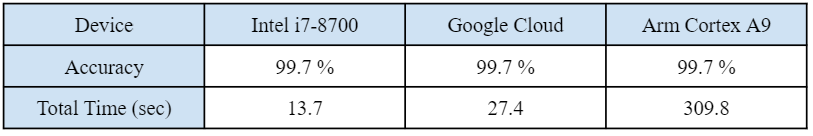 Device Intel i7-8700 Google Cloud Arm Cortex A9
Accuracy 99.7 % 99.7 % 99.7 %
Total Time (sec) 13.7 27.4 309.8